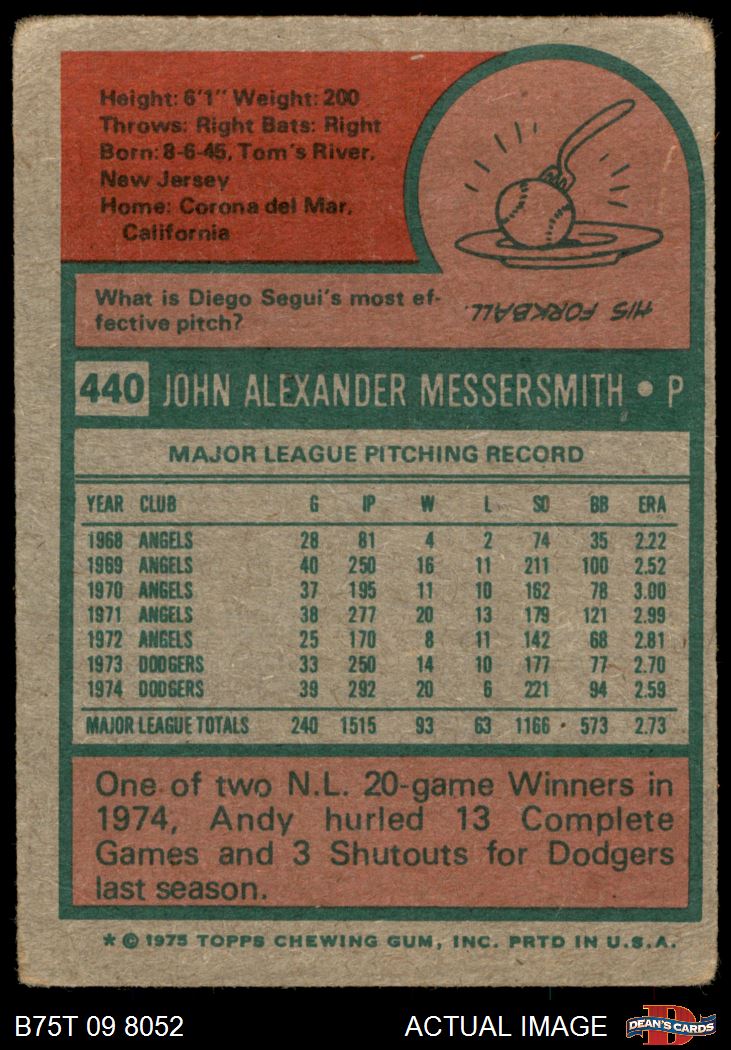 Height: 6'1" Weight: 200
Throws: Right Bats: Right
Born: 8-6-45, Tom's River,
New Jersey
Home: Corona del Mar,
California
What is Diego Segui's most ef-
fective pitch?
HIS FORKBALL.
440 JOHN ALEXANDER MESSERSMITH • P
MAJOR LEAGUE PITCHING RECORD
YEAR CLUB G IP W L SO BB ERA
1968 ANGELS 28 81 4 2 74 35 2.22
1969 ANGELS 40 250 16 11 211 100 2.52
1970 ANGELS 37 195 11 10 162 78 3.00
1971 ANGELS 38 277 20 13 179 121 2.99
1972 ANGELS 25 170 8 11 142 68 2.81
1973 DODGERS 33 250 14 10 177 77 2.70
1974 DODGERS 39 292 20 6 221 94 2.59
MAJOR LEAGUE TOTALS 240 1515 93 63 1166 573 2.73
One of two N.L. 20-game Winners in
1974, Andy hurled 13 Complete
Games and 3 Shutouts for Dodgers
last season.
* © 1975 TOPPS CHEWING GUM, INC. PRTD IN U.S.A.
B75T 09 8052 ACTUAL IMAGE D DEAN'S CARDS